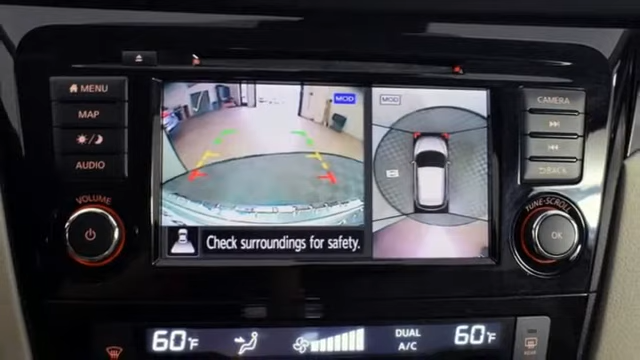 MENU
MAP
AUDIO
VOLUME
MOD
MOD
Check surroundings for safety.
CAMERA
BACK
TUNE•SCROLL
OK
60°F
DUAL
A/C
60°F